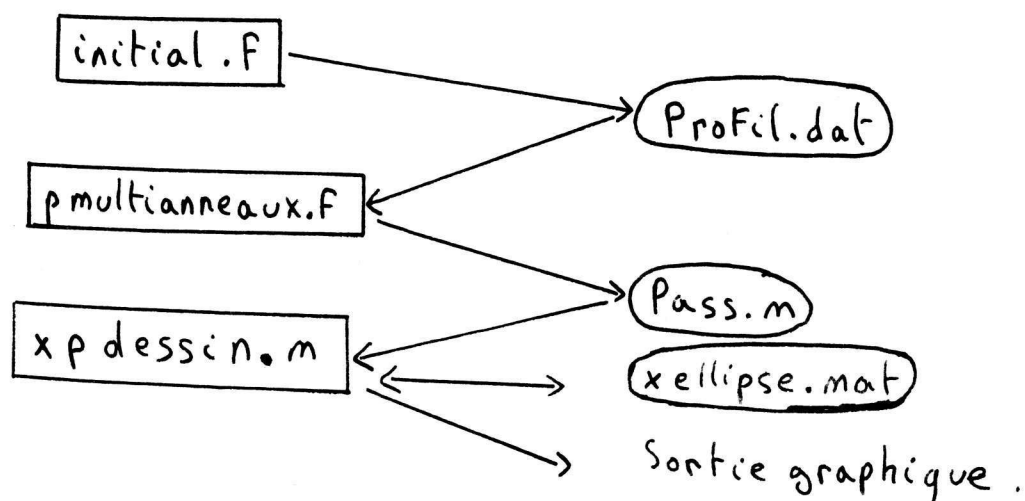 initial.f
Profil.dat
pmultianneaux.f
Pass.m
xpdessin.m
xellipse.mat
Sortie graphique.